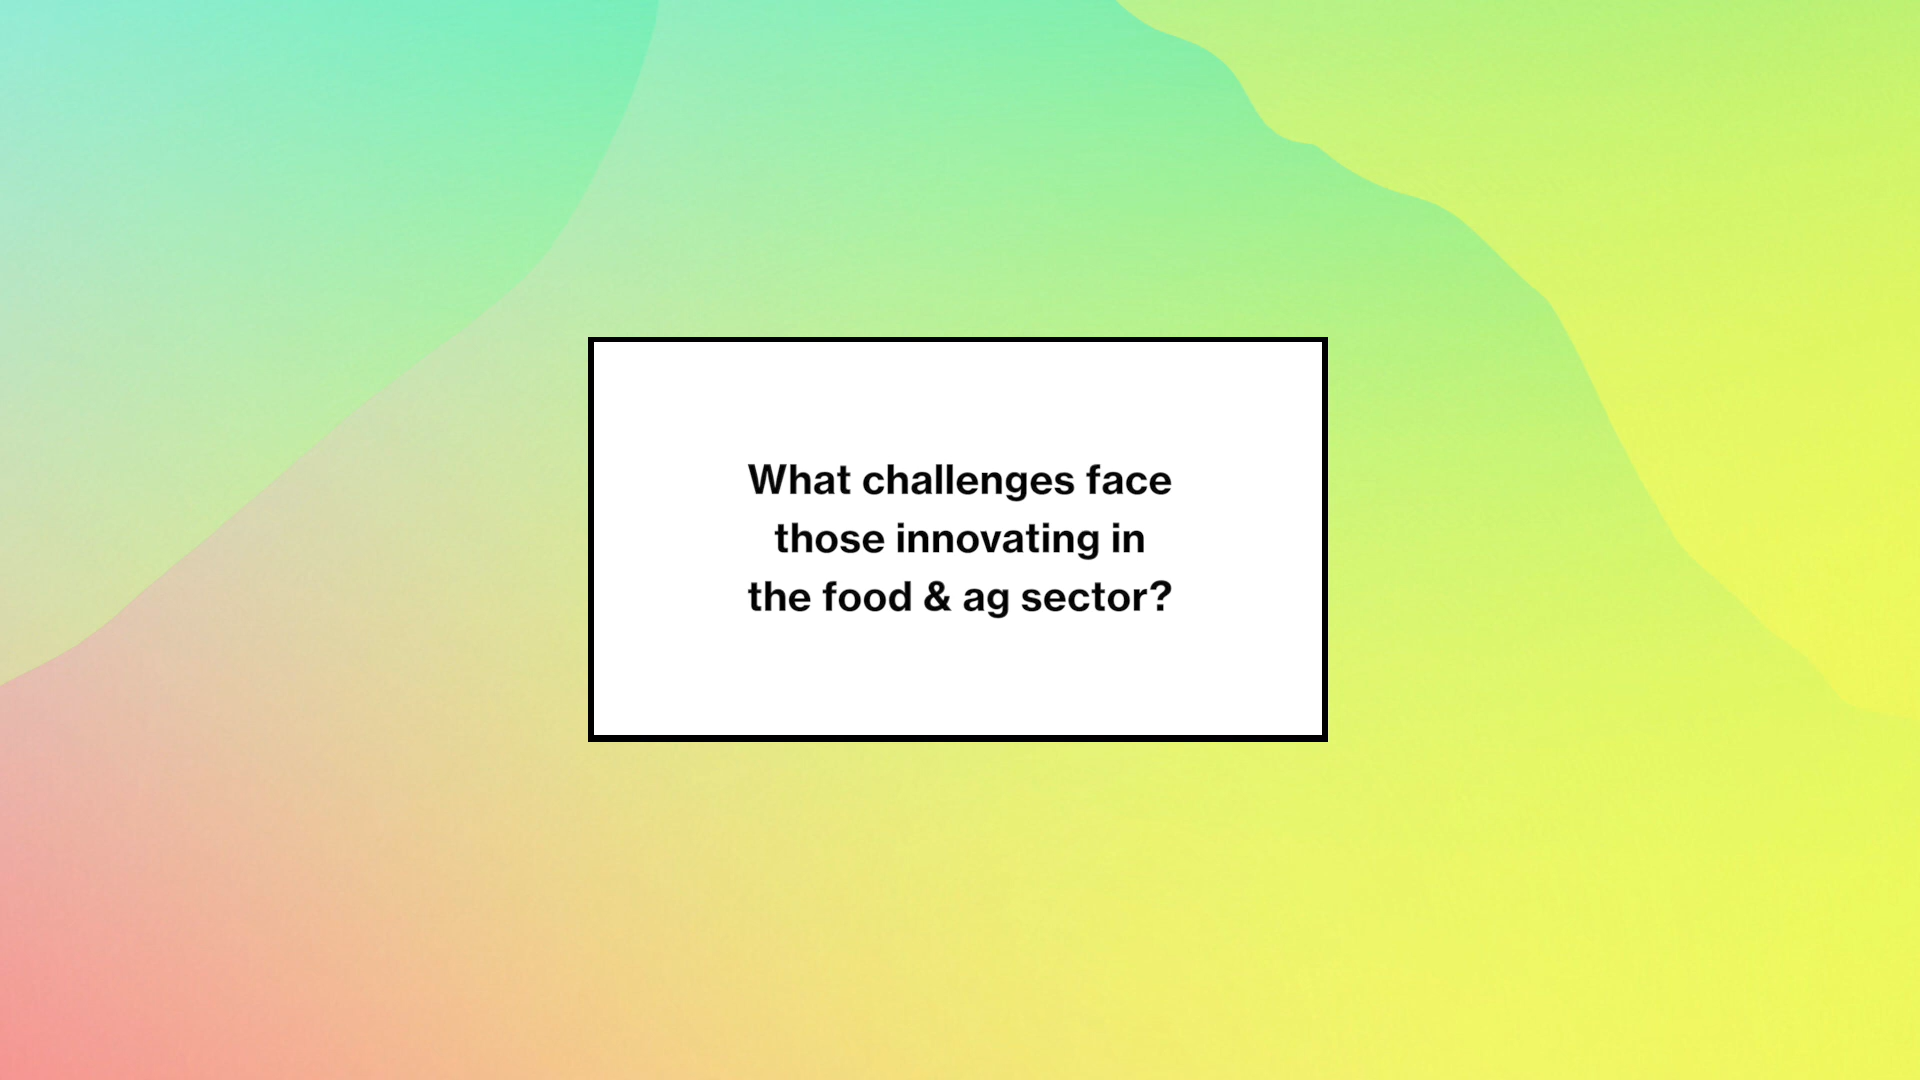 What challenges face
those innovating in
the food & ag sector?